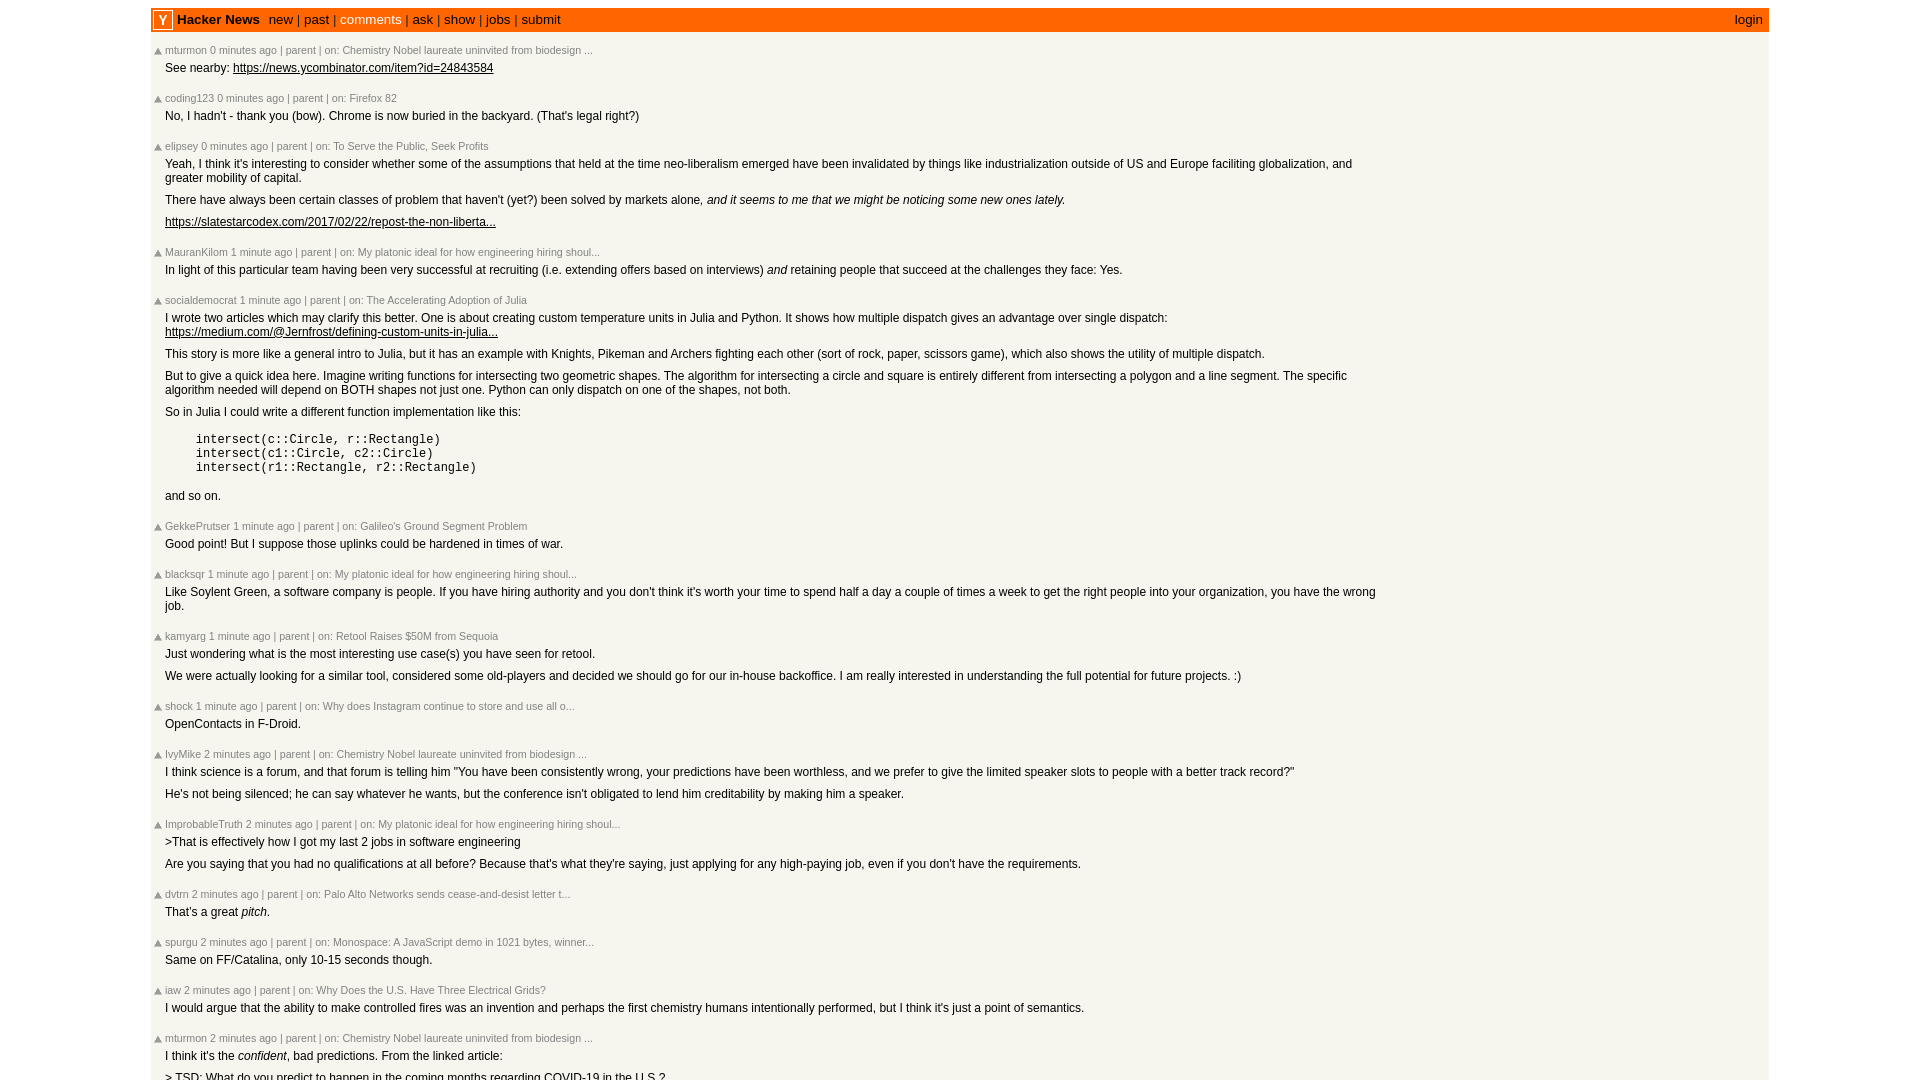 Y Hacker News new | past | comments | ask | show | jobs | submit login
mturmon 0 minutes ago | parent | on: Chemistry Nobel laureate uninvited from biodesign ...
See nearby: https://news.ycombinator.com/item?id=24843584
coding123 0 minutes ago | parent | on: Firefox 82
No, I hadn't - thank you (bow). Chrome is now buried in the backyard. (That's legal right?)
elipsey 0 minutes ago | parent | on: To Serve the Public, Seek Profits
Yeah, I think it's interesting to consider whether some of the assumptions that held at the time neo-liberalism emerged have been invalidated by things like industrialization outside of US and Europe faciliting globalization, and
greater mobility of capital.
There have always been certain classes of problem that haven't (yet?) been solved by markets alone, and it seems to me that we might be noticing some new ones lately.
https://slatestarcodex.com/2017/02/22/repost-the-non-liberta...
MauranKilom 1 minute ago | parent | on: My platonic ideal for how engineering hiring shoul...
In light of this particular team having been very successful at recruiting (i.e. extending offers based on interviews) and retaining people that succeed at the challenges they face: Yes.
socialdemocrat 1 minute ago | parent | on: The Accelerating Adoption of Julia
I wrote two articles which may clarify this better. One is about creating custom temperature units in Julia and Python. It shows how multiple dispatch gives an advantage over single dispatch:
https://medium.com/@Jernfrost/defining-custom-units-in-julia...
This story is more like a general intro to Julia, but it has an example with Knights, Pikeman and Archers fighting each other (sort of rock, paper, scissors game), which also shows the utility of multiple dispatch.
But to give a quick idea here. Imagine writing functions for intersecting two geometric shapes. The algorithm for intersecting a circle and square is entirely different from intersecting a polygon and a line segment. The specific
algorithm needed will depend on BOTH shapes not just one. Python can only dispatch on one of the shapes, not both.
So in Julia I could write a different function implementation like this:
intersect(c::Circle, r::Rectangle)
intersect(c1::Circle, c2::Circle)
intersect(r1::Rectangle, r2::Rectangle)
and so on.
GekkePrutser 1 minute ago | parent | on: Galileo's Ground Segment Problem
Good point! But I suppose those uplinks could be hardened in times of war.
blacksqr 1 minute ago | parent | on: My platonic ideal for how engineering hiring shoul...
Like Soylent Green, a software company is people. If you have hiring authority and you don't think it's worth your time to spend half a day a couple of times a week to get the right people into your organization, you have the wrong
job.
kamyarg 1 minute ago | parent | on: Retool Raises $50M from Sequoia
Just wondering what is the most interesting use case(s) you have seen for retool.
We were actually looking for a similar tool, considered some old-players and decided we should go for our in-house backoffice. I am really interested in understanding the full potential for future projects. :)
shock 1 minute ago | parent | on: Why does Instagram continue to store and use all o...
OpenContacts in F-Droid.
IvyMike 2 minutes ago | parent | on: Chemistry Nobel laureate uninvited from biodesign ...
I think science is a forum, and that forum is telling him "You have been consistently wrong, your predictions have been worthless, and we prefer to give the limited speaker slots to people with a better track record?"
He's not being silenced; he can say whatever he wants, but the conference isn't obligated to lend him creditability by making him a speaker.
ImprobableTruth 2 minutes ago | parent | on: My platonic ideal for how engineering hiring shoul...
>That is effectively how I got my last 2 jobs in software engineering
Are you saying that you had no qualifications at all before? Because that's what they're saying, just applying for any high-paying job, even if you don't have the requirements.
dvtrn 2 minutes ago | parent | on: Palo Alto Networks sends cease-and-desist letter t...
That's a great pitch.
spurgu 2 minutes ago | parent | on: Monospace: A JavaScript demo in 1021 bytes, winner...
Same on FF/Catalina, only 10-15 seconds though.
iaw 2 minutes ago | parent | on: Why Does the U.S. Have Three Electrical Grids?
I would argue that the ability to make controlled fires was an invention and perhaps the first chemistry humans intentionally performed, but I think it's just a point of semantics.
mturmon 2 minutes ago | parent | on: Chemistry Nobel laureate uninvited from biodesign ...
I think it's the confident, bad predictions. From the linked article:
> TSD: What do you predict to happen in the coming months regarding COVID-19 in the U.S.?